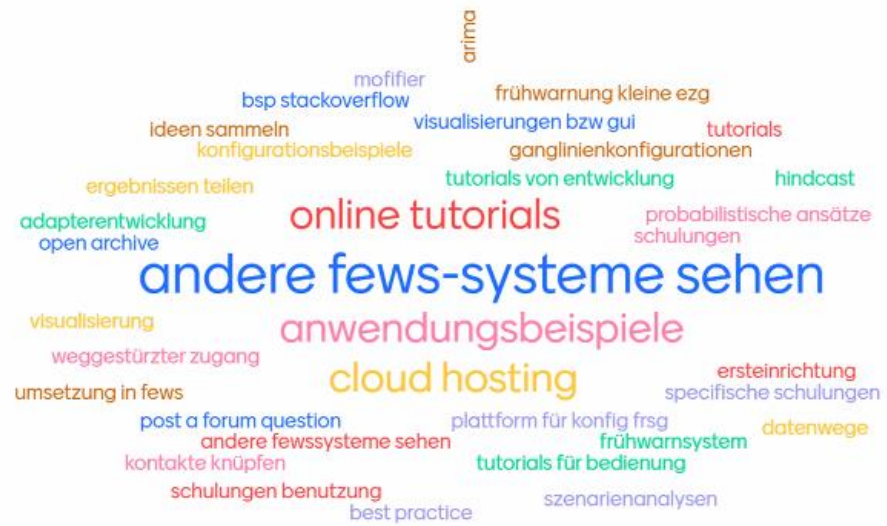 arima
mofifier
bsp stackoverflow
frühwarnung kleine ezg
ideen sammeln
visualisierungen bzw gui
tutorials
konfigurationsbeispiele
ganglinienkonfigurationen
ergebnissen teilen
tutorials von entwicklung
hindcast
adapterentwicklung
online tutorials
probabilistische ansätze
open archive
schulungen
andere fews-systeme sehen
visualisierung
anwendungsbeispiele
weggestürzter zugang
cloud hosting
ersteinrichtung
umsetzung in fews
specifische schulungen
post a forum question
plattform für konfig frsg
datenwege
andere fewssysteme sehen
frühwarnsystem
kontakte knüpfen
tutorials für bedienung
schulungen benutzung
szenarienanalysen
best practice